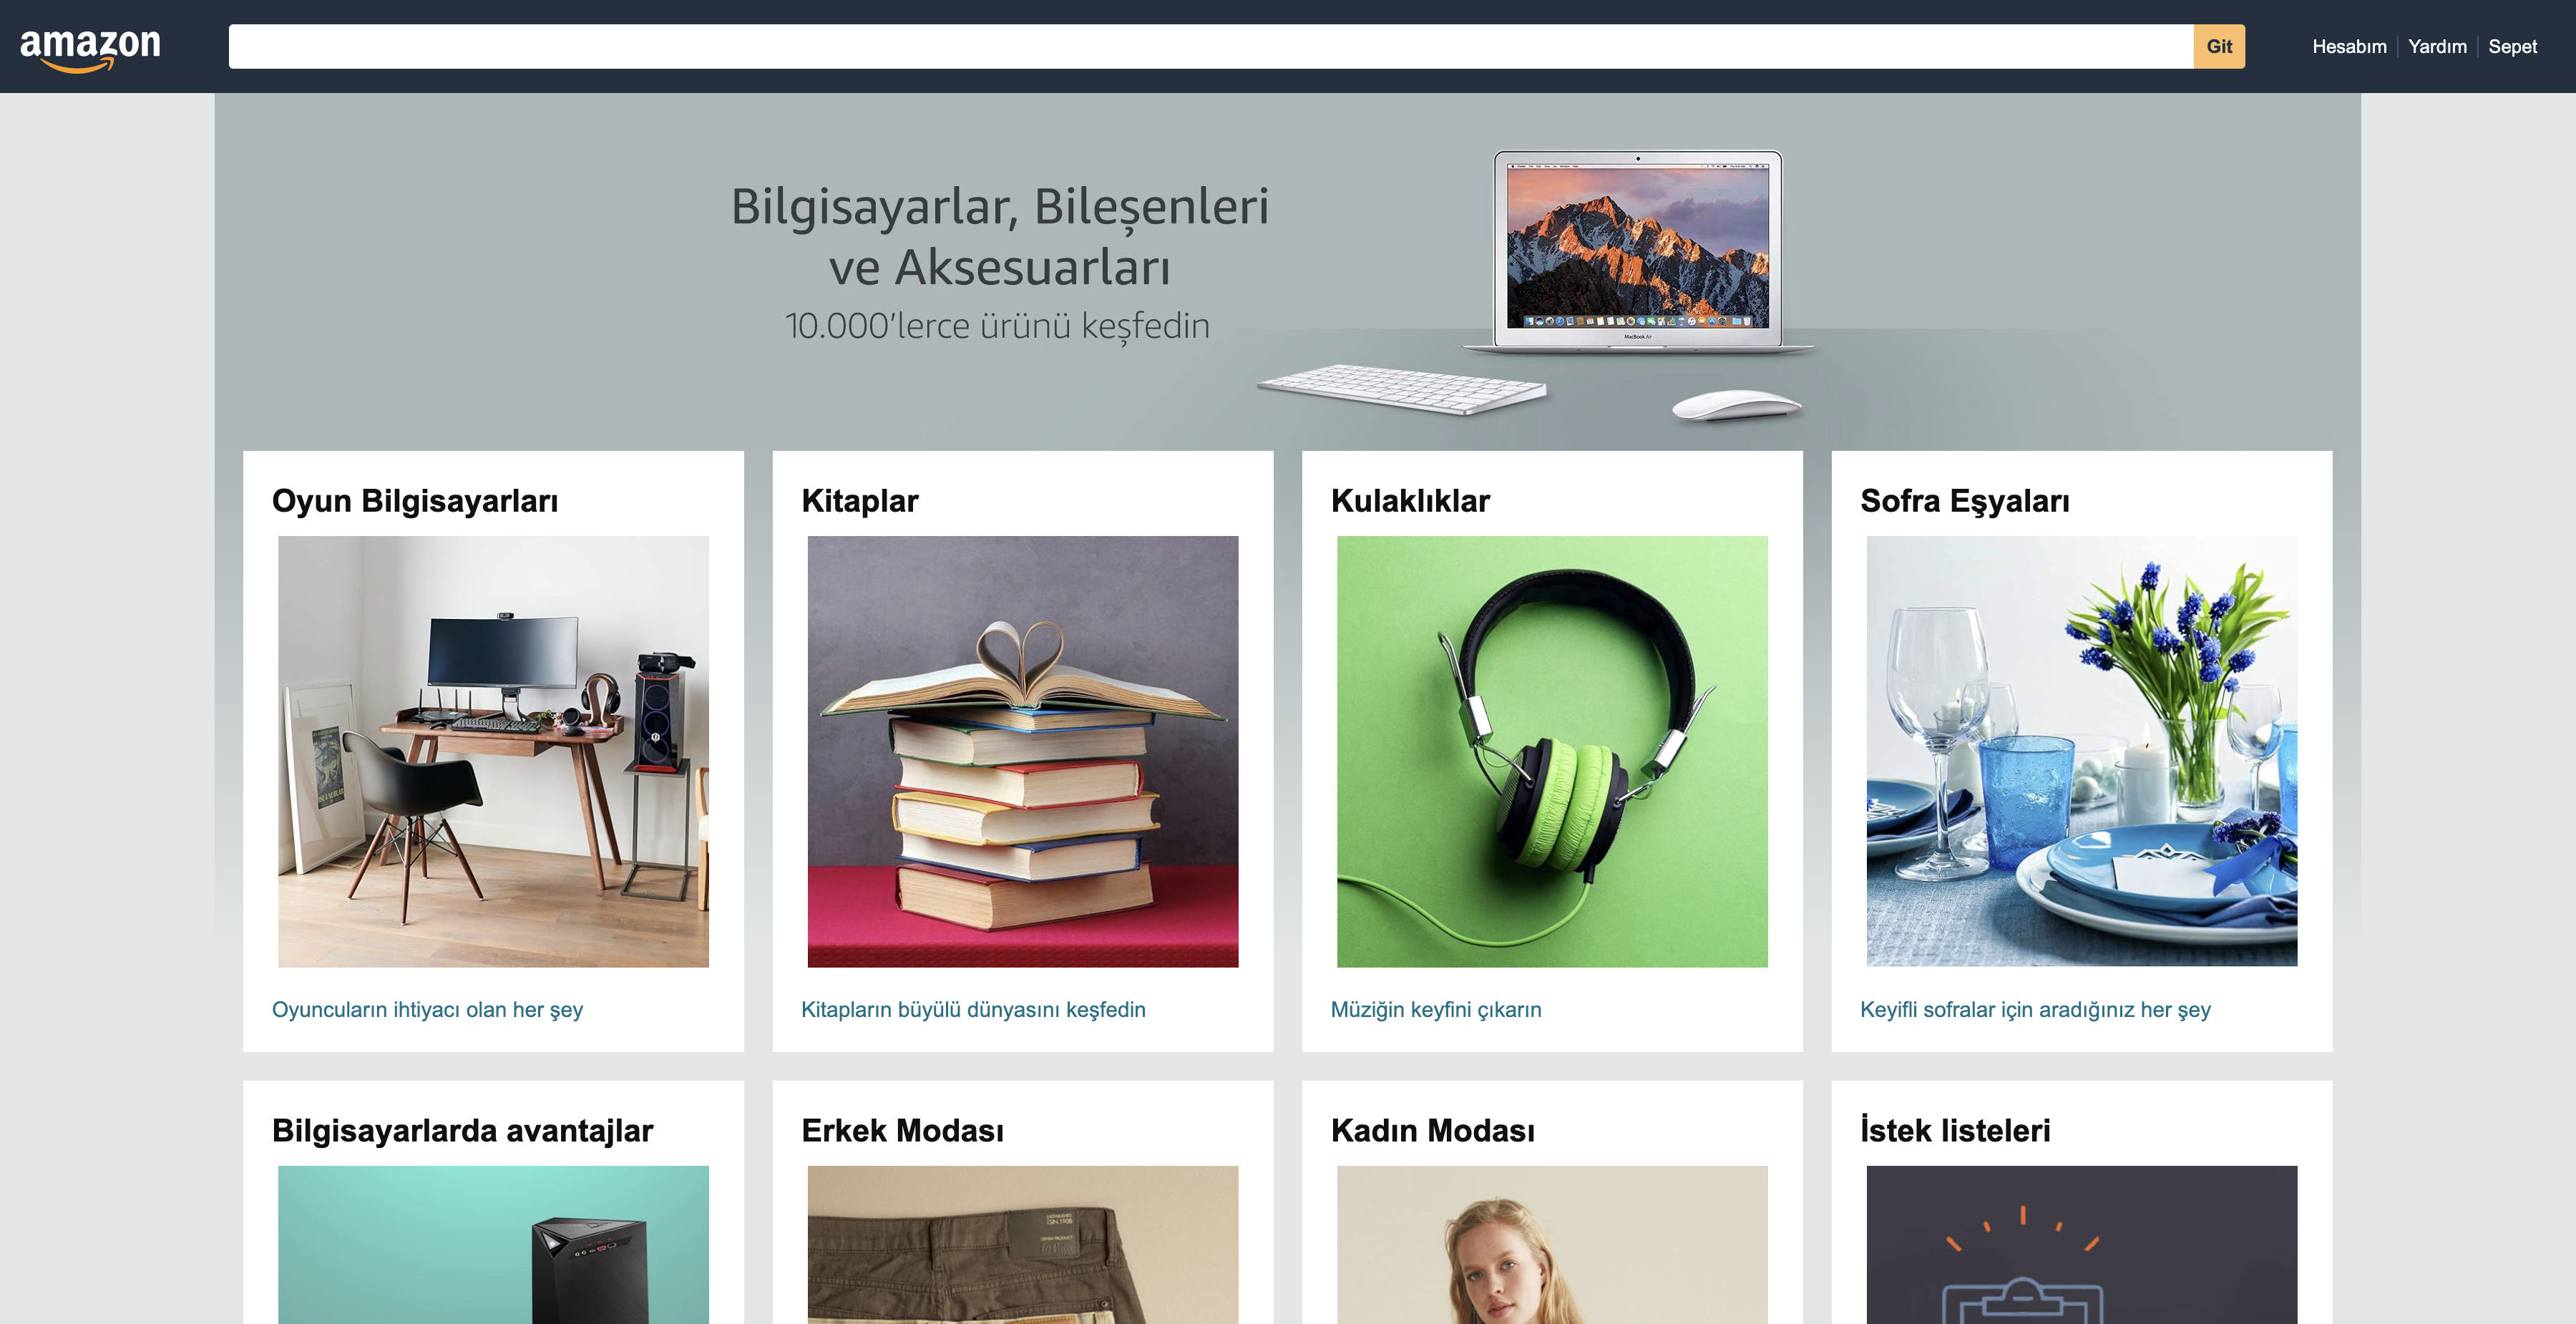 amazon
Git
Hesabım
Yardım
Sepet
Bilgisayarlar, Bileşenleri
ve Aksesuarları
10.000'lerce ürünü keşfedin
MacBook Air
Oyun Bilgisayarları
Kitaplar
Kulaklıklar
Sofra Eşyaları
Oyuncuların ihtiyacı olan her şey
Kitapların büyülü dünyasını keşfedin
Müziğin keyfini çıkarın
Keyifli sofralar için aradığınız her şey
Bilgisayarlarda avantajlar
Erkek Modası
Kadın Modası
İstek listeleri